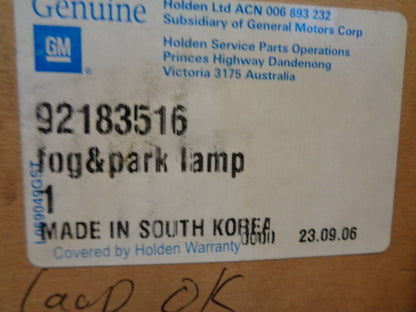 Genuine
Holden Ltd ACN 006 893 232
Subsidiary of General Motors Corp
GM
Holden Service Parts Operations
Princes Highway Dandenong
Victoria 3175 Australia
92183516
fog&park lamp
1
MADE IN SOUTH KOREA
0000 23.09.06
Covered by Holden Warranty
OK